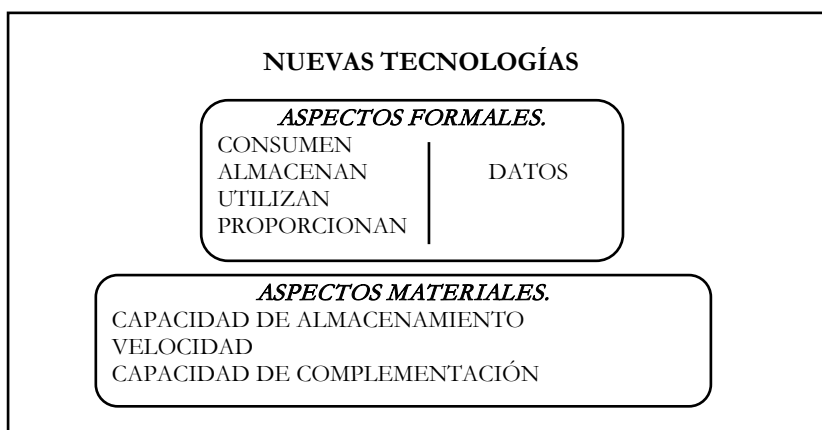 NUEVAS TECNOLOGÍAS
ASPECTOS FORMALES.
CONSUMEN
ALMACENAN DATOS
UTILIZAN
PROPORCIONAN
ASPECTOS MATERIALES.
CAPACIDAD DE ALMACENAMIENTO
VELOCIDAD
CAPACIDAD DE COMPLEMENTACIÓN